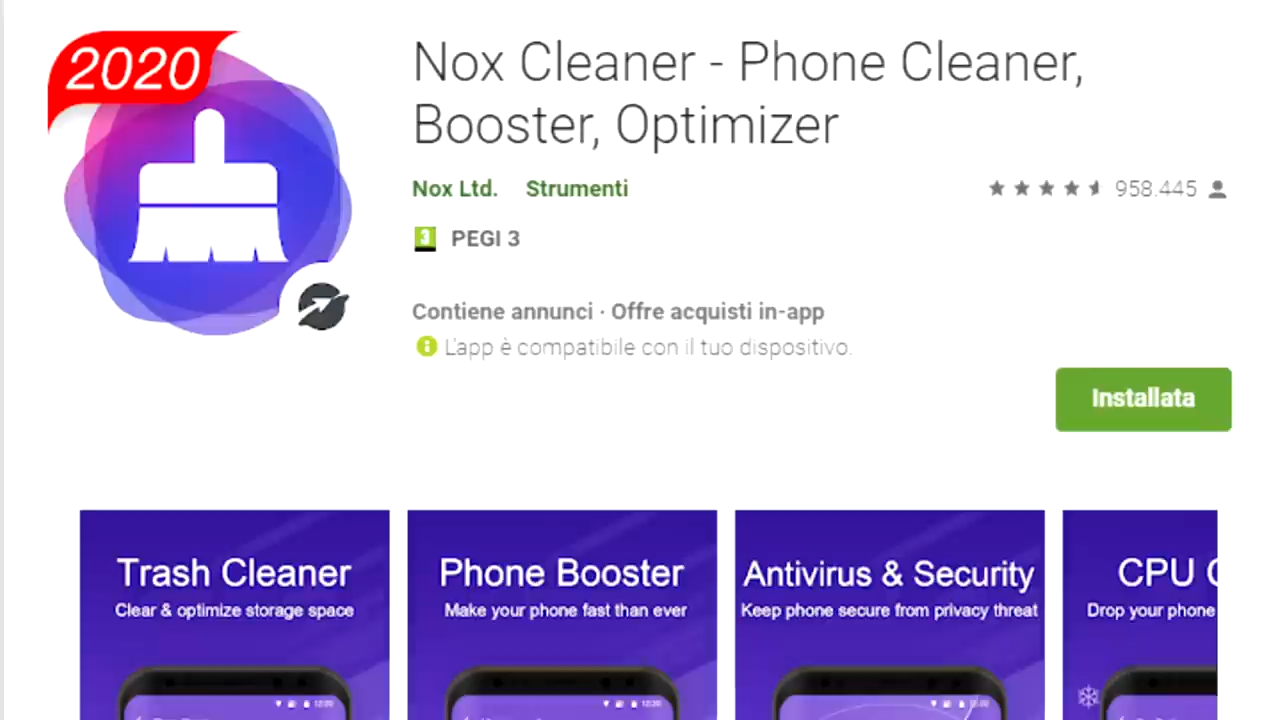 2020
Nox Cleaner - Phone Cleaner,
Booster, Optimizer
Nox Ltd. Strumenti
958.445
3 PEGI 3
Contiene annunci · Offre acquisti in-app
L'app è compatibile con il tuo dispositivo.
Installata
Trash Cleaner
Clear & optimize storage space
Phone Booster
Make your phone fast than ever
Antivirus & Security
Keep phone secure from privacy threat
CPU
Drop your phone